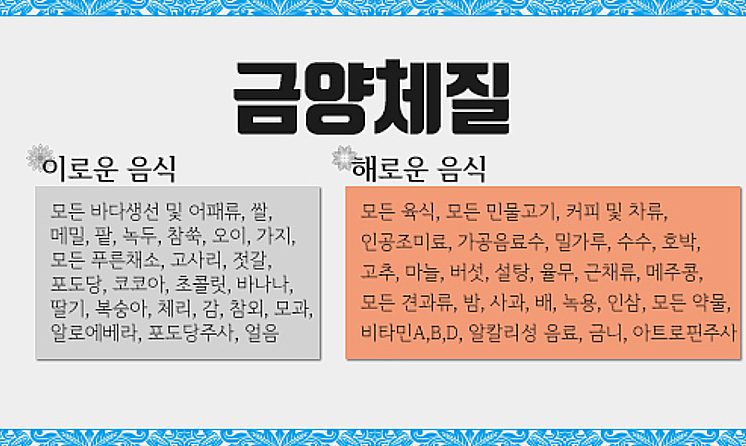 금양체질
이로운 음식
모든 바다생선 및 어패류, 쌀,
메밀, 팥, 녹두, 참쑥, 오이, 가지,
모든 푸른채소, 고사리, 젓갈,
포도당, 코코아, 초콜릿, 바나나,
딸기, 복숭아, 체리, 감, 참외, 모과,
알로에베라, 포도당주사, 얼음
해로운 음식
모든 육식, 모든 민물고기, 커피 및 차류,
인공조미료, 가공음료수, 밀가루, 수수, 호박,
고추, 마늘, 버섯, 설탕, 율무, 근채류, 메주콩,
모든 견과류, 밤, 사과, 배, 녹용, 인삼, 모든 약물,
비타민A,B,D, 알칼리성 음료, 금니, 아트로핀주사